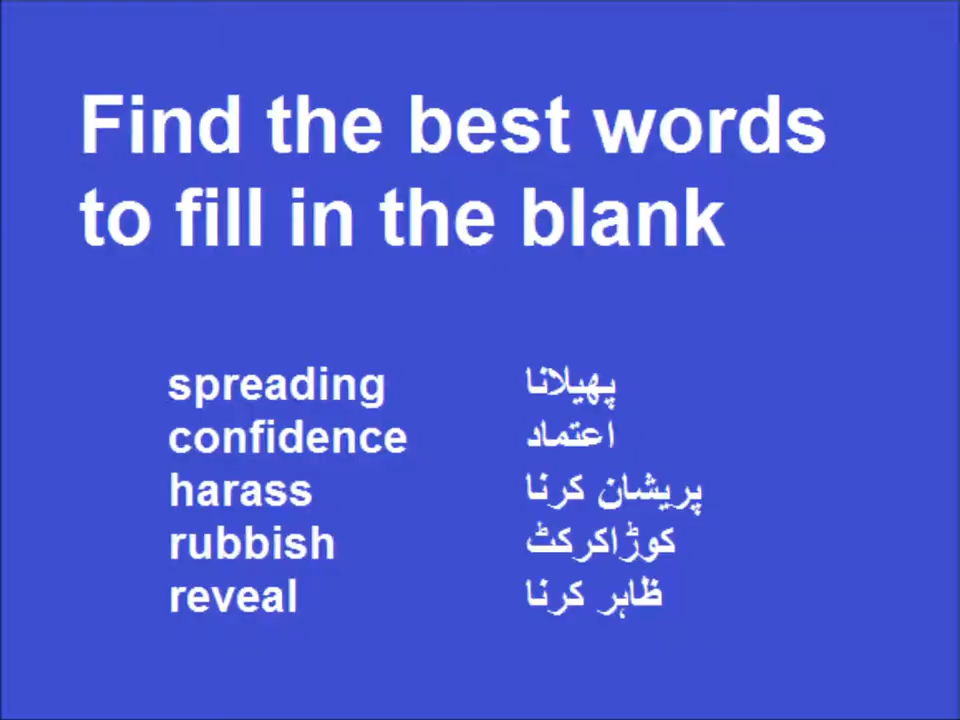 Find the best words
to fill in the blank
spreading پھیلانا
confidence اعتماد
harass پریشان کرنا
rubbish کوڑاکرکٹ
reveal ظاہر کرنا